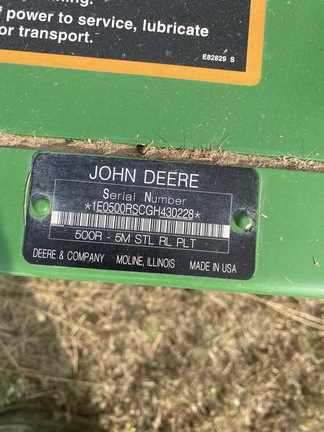 f power to service, lubricate
or transport.
E82829 S
JOHN DEERE
Serial Number
*1E0500RSCGH430228*
500R - 5M STL RL PLT
DEERE & COMPANY MOLINE, ILLINOIS MADE IN USA